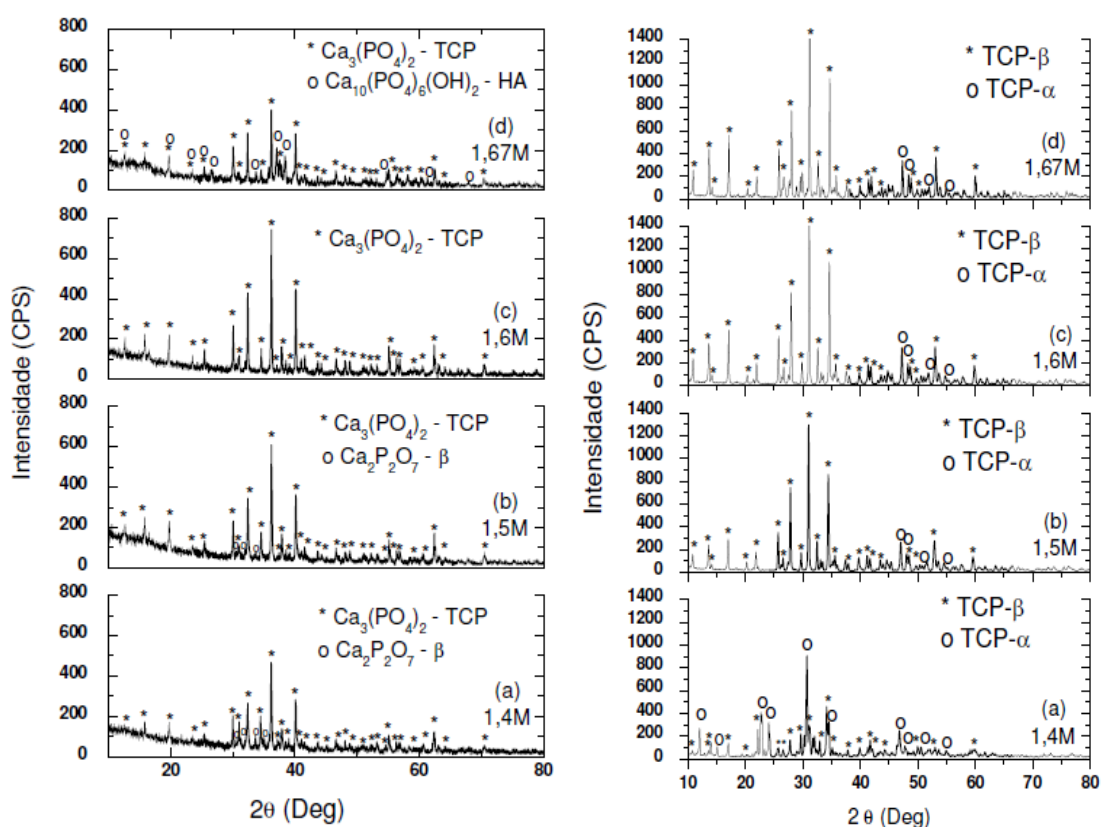 Intensidade (CPS)
800
600
400
200
0
* Ca3(PO4)2 - TCP
o Ca10(PO4)6(OH)2 - HA
(d)
1,67M
800
600
400
200
0
* Ca3(PO4)2 - TCP
(c)
1,6M
800
600
400
200
0
* Ca3(PO4)2 - TCP
o Ca2P2O7 - β
(b)
1,5M
800
600
400
200
0
* Ca3(PO4)2 - TCP
o Ca2P2O7 - β
(a)
1,4M
20 40 60 80
2θ (Deg)
Intensidade (CPS)
1400
1200
1000
800
600
400
200
0
* TCP-β
o TCP-α
(d)
1,67M
1400
1200
1000
800
600
400
200
0
* TCP-β
o TCP-α
(c)
1,6M
1400
1200
1000
800
600
400
200
0
* TCP-β
o TCP-α
(b)
1,5M
1400
1200
1000
800
600
400
200
0
* TCP-β
o TCP-α
(a)
1,4M
10 20 30 40 50 60 70 80
2 θ (Deg)